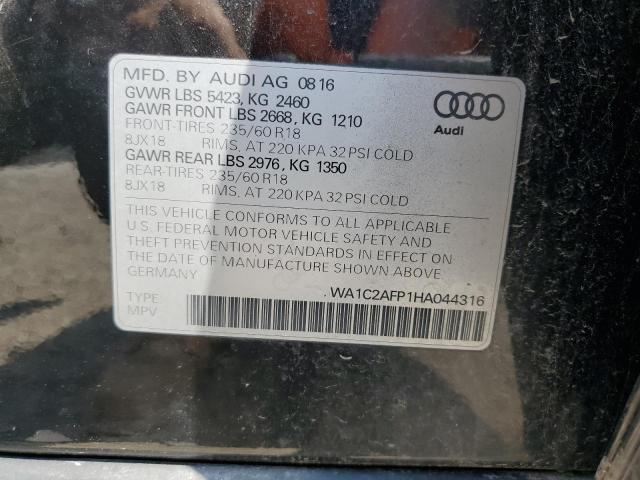 MFD. BY AUDI AG 08 16
GVWR LBS 5423, KG 2460
GAWR FRONT LBS 2668, KG 1210
FRONT-TIRES 235/60 R18
8JX18 RIMS. AT 220 KPA 32 PSI COLD
GAWR REAR LBS 2976, KG 1350
REAR-TIRES 235/60 R18
8JX18 RIMS. AT 220 KPA 32 PSI COLD
Audi
THIS VEHICLE CONFORMS TO ALL APPLICABLE
U.S. FEDERAL MOTOR VEHICLE SAFETY AND
THEFT PREVENTION STANDARDS IN EFFECT ON
THE DATE OF MANUFACTURE SHOWN ABOVE
GERMANY
WA1C2AFP1HA044316
TYPE
MPV